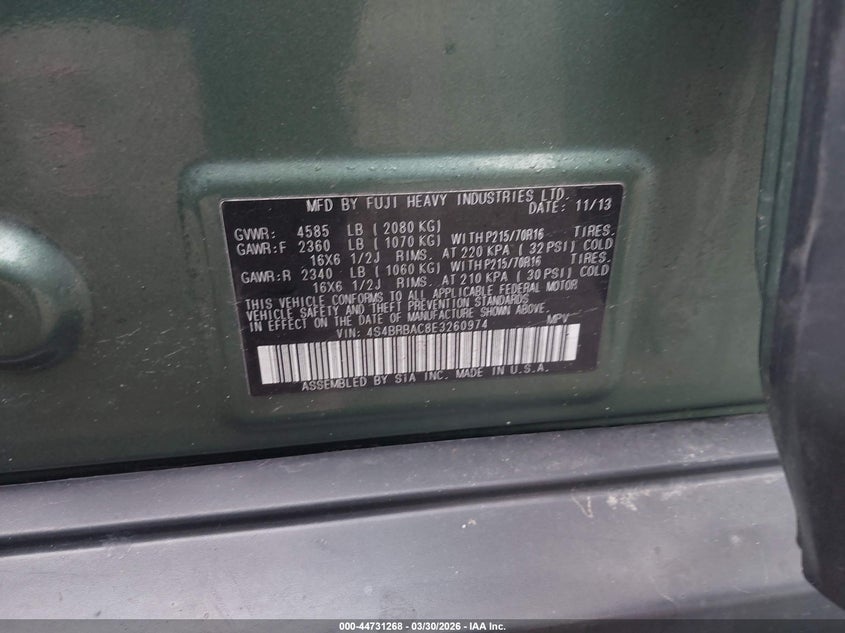 MFD BY FUJI HEAVY INDUSTRIES LTD.
DATE: 11/13
GVWR: 4585 LB ( 2080 KG)
GAWR:F 2360 LB ( 1070 KG) WITH P215/70R16 TIRES.
16X6 1/2J RIMS. AT 220 KPA ( 32 PSI) COLD
GAWR:R 2340 LB ( 1060 KG) WITH P215/70R16 TIRES.
16X6 1/2J RIMS. AT 210 KPA ( 30 PSI) COLD
THIS VEHICLE CONFORMS TO ALL APPLICABLE FEDERAL MOTOR
VEHICLE SAFETY AND THEFT PREVENTION STANDARDS
IN EFFECT ON THE DATE OF MANUFACTURE SHOWN ABOVE.
VIN: 4S4BRBAC8E3260974 MPV
ASSEMBLED BY SIA INC. MADE IN U.S.A.
000-44731268 - 03/30/2026 - IAA Inc.